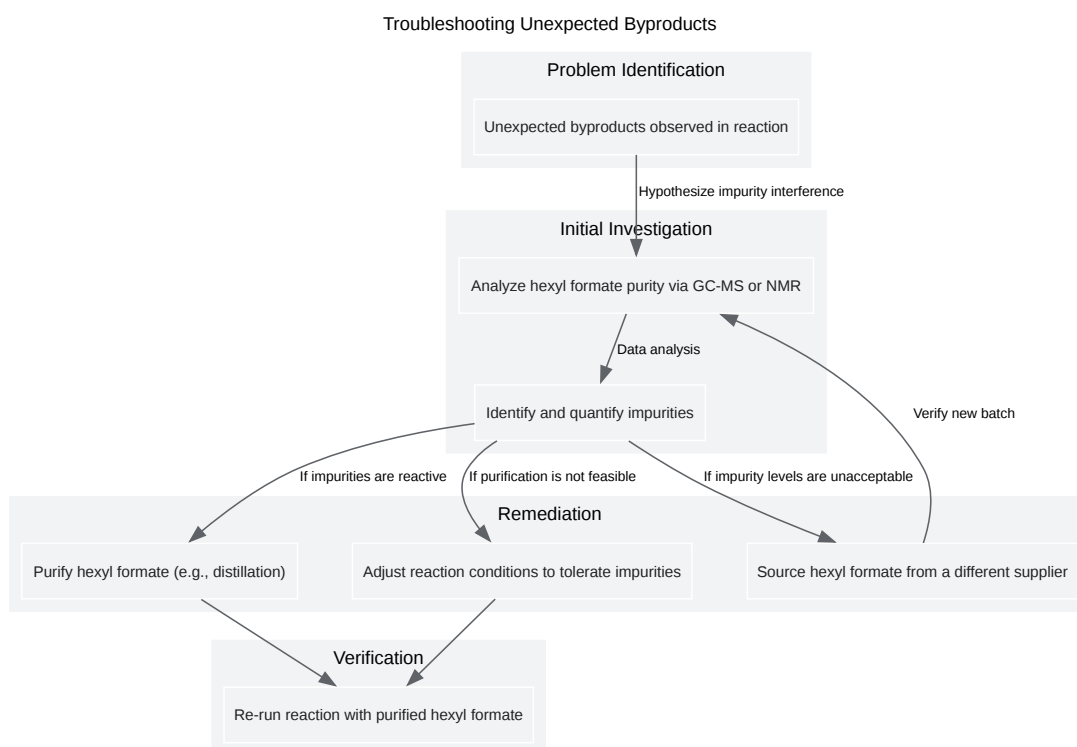 Troubleshooting Unexpected Byproducts
Problem Identification
Unexpected byproducts observed in reaction
Hypothesize impurity interference
Initial Investigation
Analyze hexyl formate purity via GC-MS or NMR
Data analysis
Identify and quantify impurities
Verify new batch
If impurities are reactive
If purification is not feasible
If impurity levels are unacceptable
Remediation
Purify hexyl formate (e.g., distillation)
Adjust reaction conditions to tolerate impurities
Source hexyl formate from a different supplier
Verification
Re-run reaction with purified hexyl formate